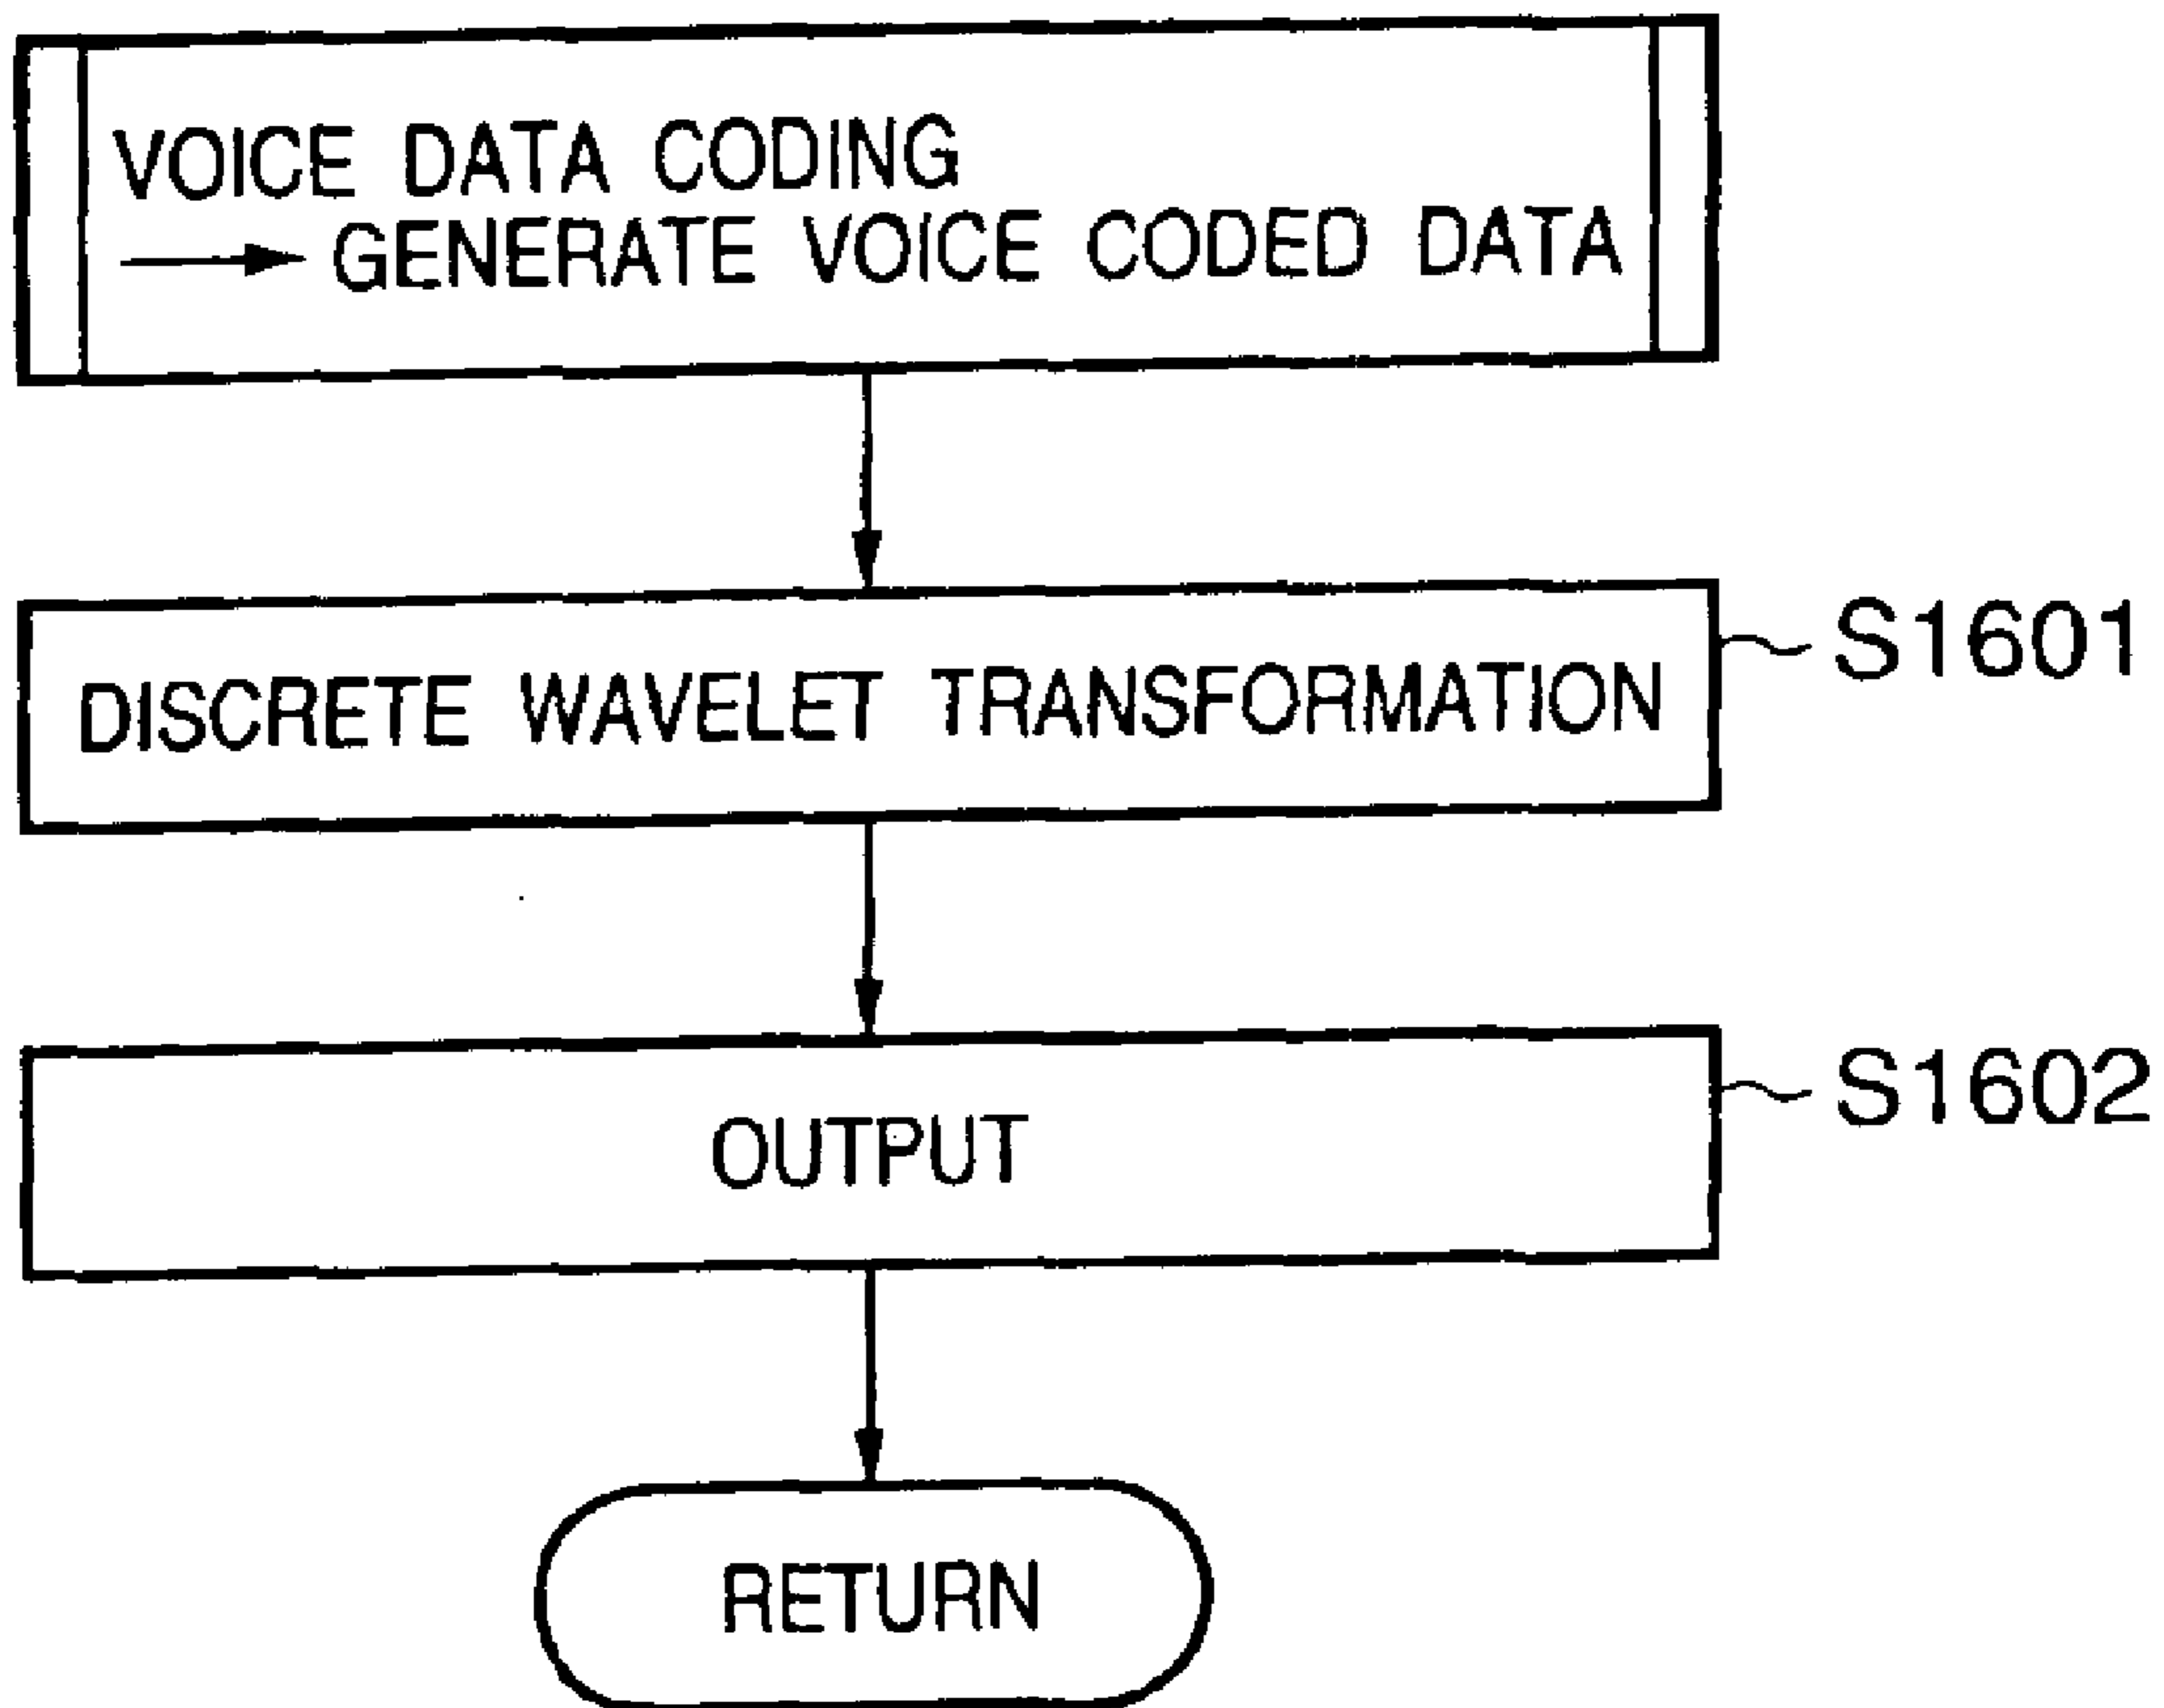 VOICE DATA CODING
→ GENERATE VOICE CODED DATA
DISCRETE WAVELET TRANSFORMATION
S1601
OUTPUT
S1602
RETURN